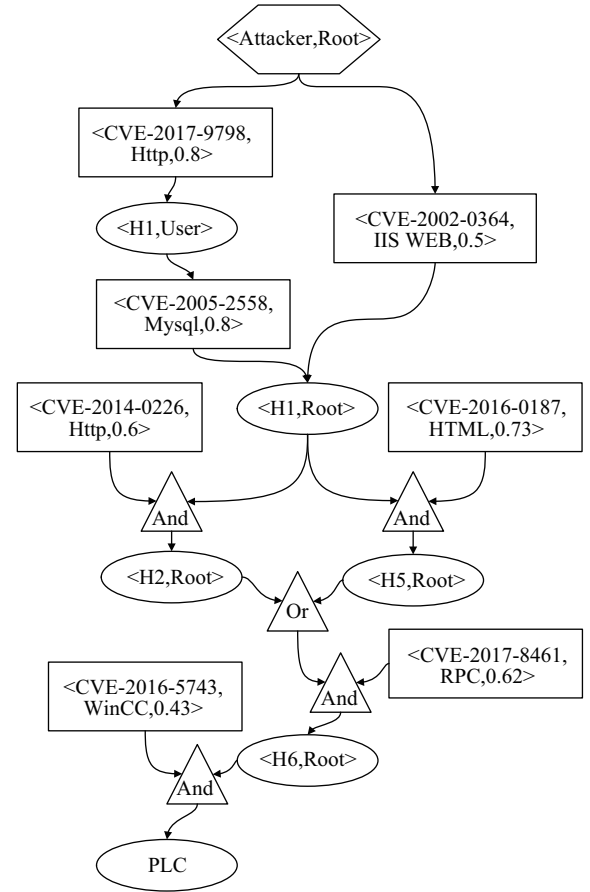 <Attacker,Root>
<CVE-2017-9798,
Http,0.8>
<CVE-2002-0364,
IIS WEB,0.5>
<H1,User>
<CVE-2005-2558,
Mysql,0.8>
<CVE-2014-0226,
Http,0.6>
<H1,Root>
<CVE-2016-0187,
HTML,0.73>
And
And
<H2,Root>
<H5,Root>
Or
<CVE-2017-8461,
RPC,0.62>
<CVE-2016-5743,
WinCC,0.43>
And
<H6,Root>
And
PLC